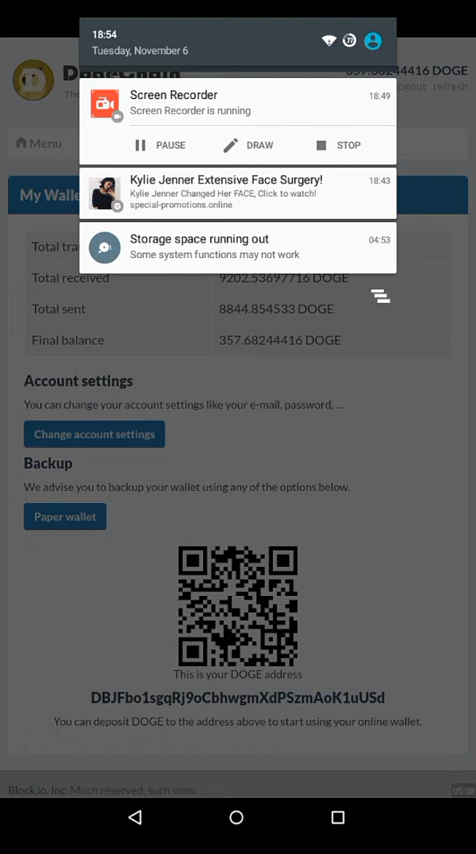 18:54
Tuesday, November 6
77
DogeChain
357.68244416 DOGE
logout refresh
Screen Recorder 18:49
Screen Recorder is running
PAUSE DRAW STOP
Menu
Kylie Jenner Extensive Face Surgery! 18:43
Kylie Jenner Changed Her FACE, Click to watch!
special-promotions.online
My Wallet
Storage space running out 04:53
Some system functions may not work
Total received 9202.53697716 DOGE
Total sent 8844.854533 DOGE
Final balance 357.68244416 DOGE
Account settings
You can change your account settings like your e-mail, password, ...
Change account settings
Backup
We advise you to backup your wallet using any of the options below.
Paper wallet
This is your DOGE address
DBJFbo1sgqRj9oCbhwgmXdPSzmAoK1uUSd
You can deposit DOGE to the address above to start using your online wallet.
Block.io, Inc. Much reserved, such wow.
05:08